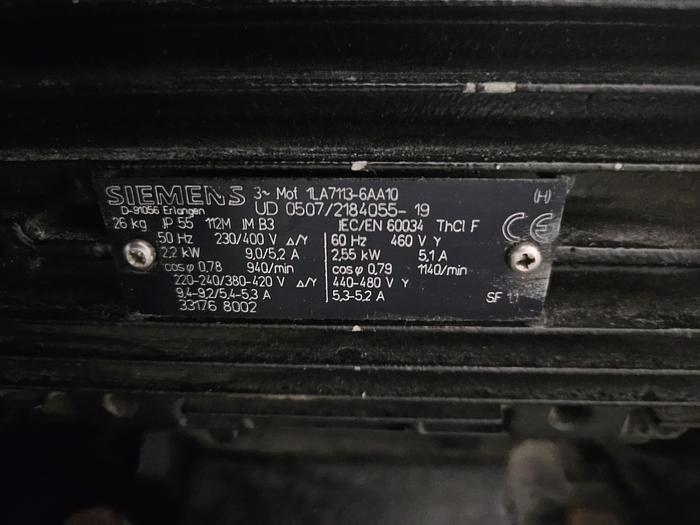 SIEMENS 3~ Mot 1LA7113-6AA10 (H)
D-91056 Erlangen UD 0507/2184055-19
26 kg IP 55 112M IM B3 IEC/EN 60034 ThCl F CE
50 Hz 230/400 V △/Y 60 Hz 460 V Y
2,2 kW 9,0/5,2 A 2,55 kW 5,1 A
cosφ 0,78 940/min cosφ 0,79 1140/min
220-240/380-420 V △/Y 440-480 V Y
9,4-9,2/5,4-5,3 A 5,3-5,2 A SF 1,1
33176 8002